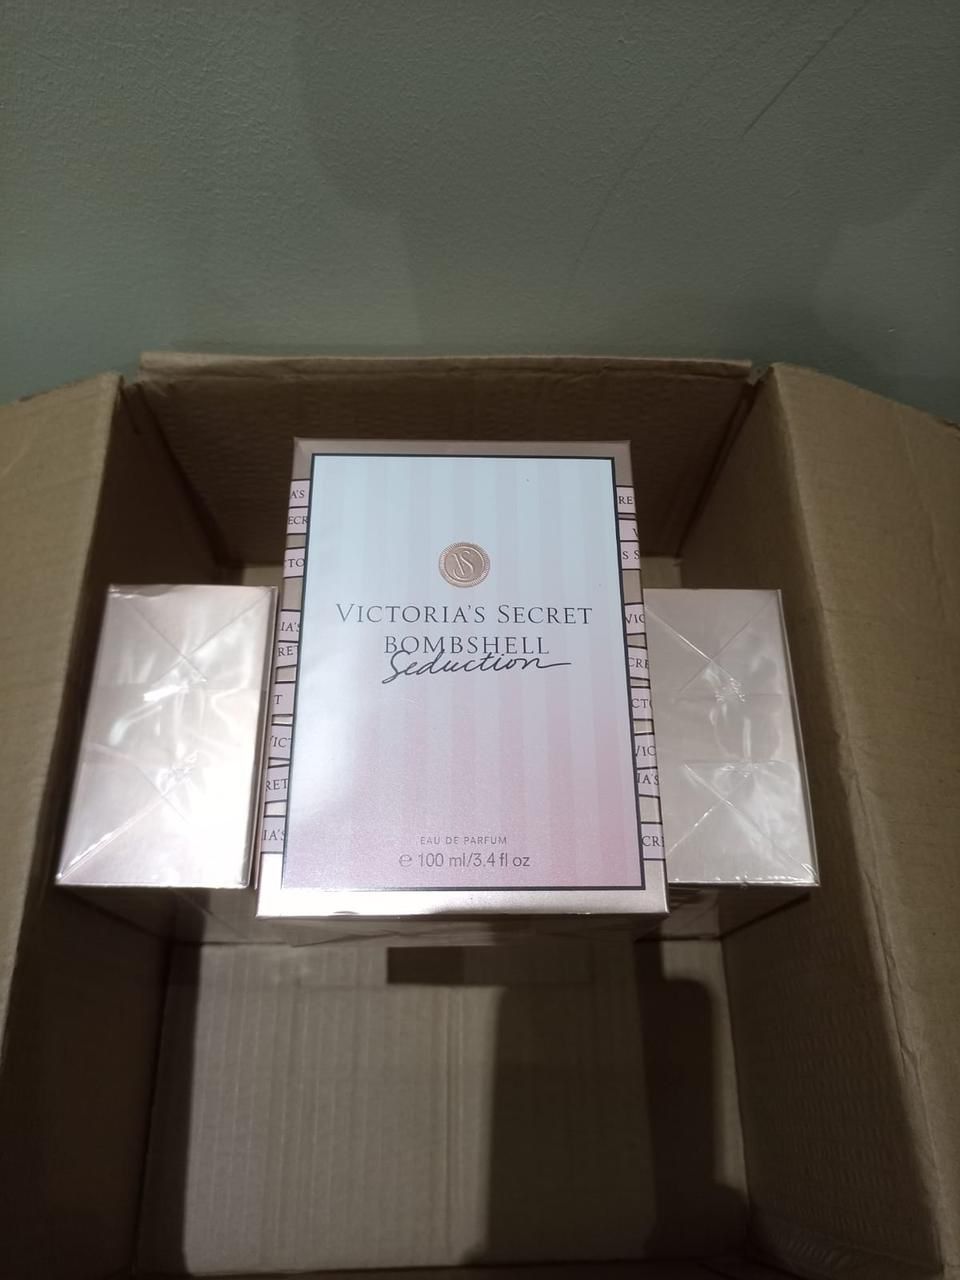 VICTORIA'S SECRET
BOMBSHELL
Seduction
EAU DE PARFUM
℮ 100 ml/3.4 fl oz